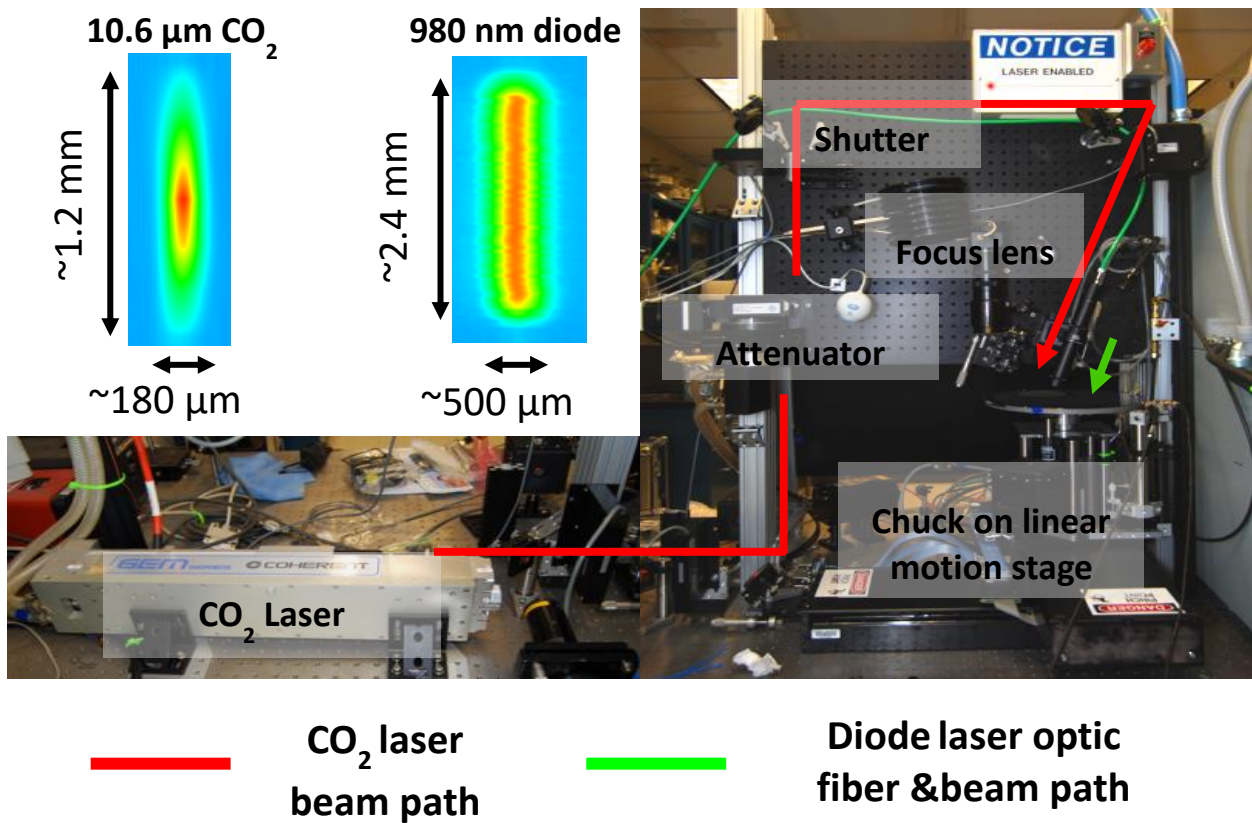 10.6 µm CO2
980 nm diode
~1.2 mm
~2.4 mm
~180 µm
~500 µm
NOTICE
LASER ENABLED
Shutter
Focus lens
Attenuator
Chuck on linear
motion stage
DANGER
PINCH
POINT
GEM SERIES COHERENT
CO2 Laser
CO2 laser
beam path
Diode laser optic
fiber &beam path